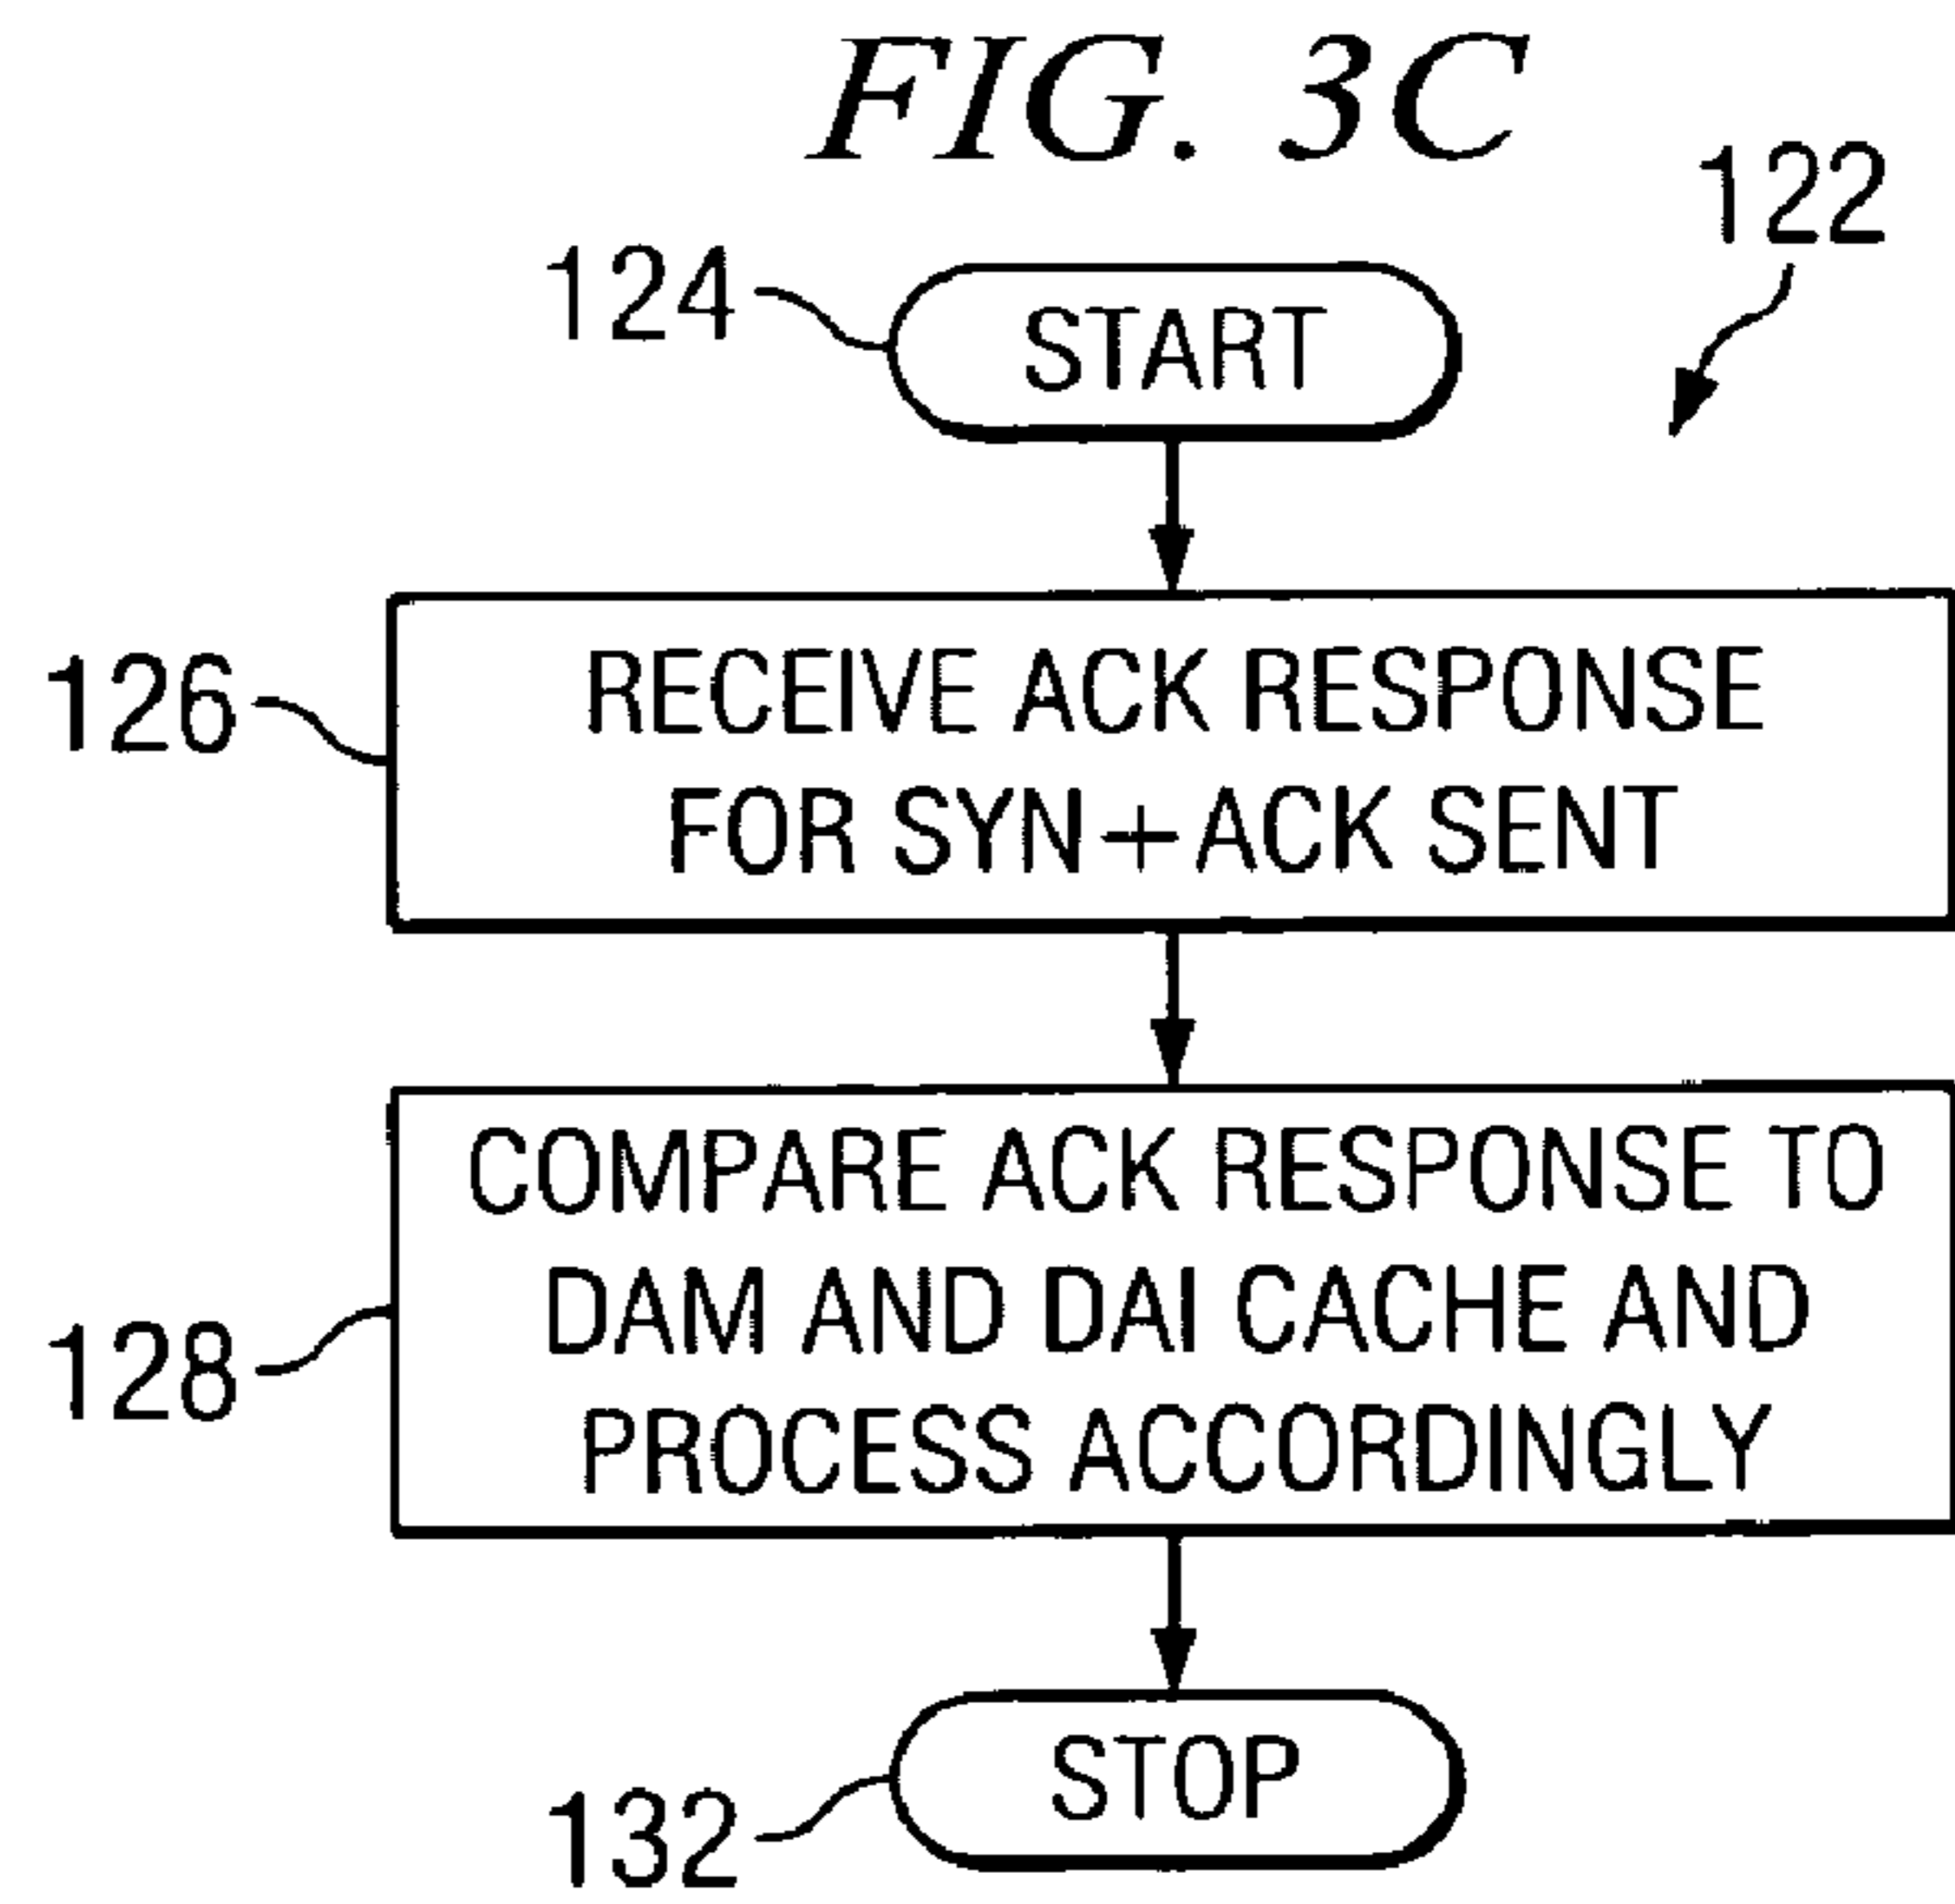 FIG. 3C
122
124
START
126
RECEIVE ACK RESPONSE
FOR SYN+ACK SENT
128
COMPARE ACK RESPONSE TO
DAM AND DAI CACHE AND
PROCESS ACCORDINGLY
132
STOP